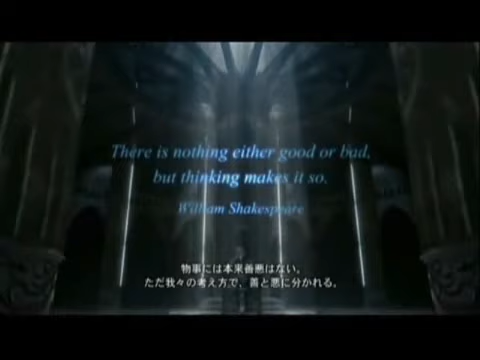 There is nothing either good or bad,
but thinking makes it so.
William Shakespeare
物事には本来善悪はない。
ただ我々の考え方で、善と悪に分かれる。